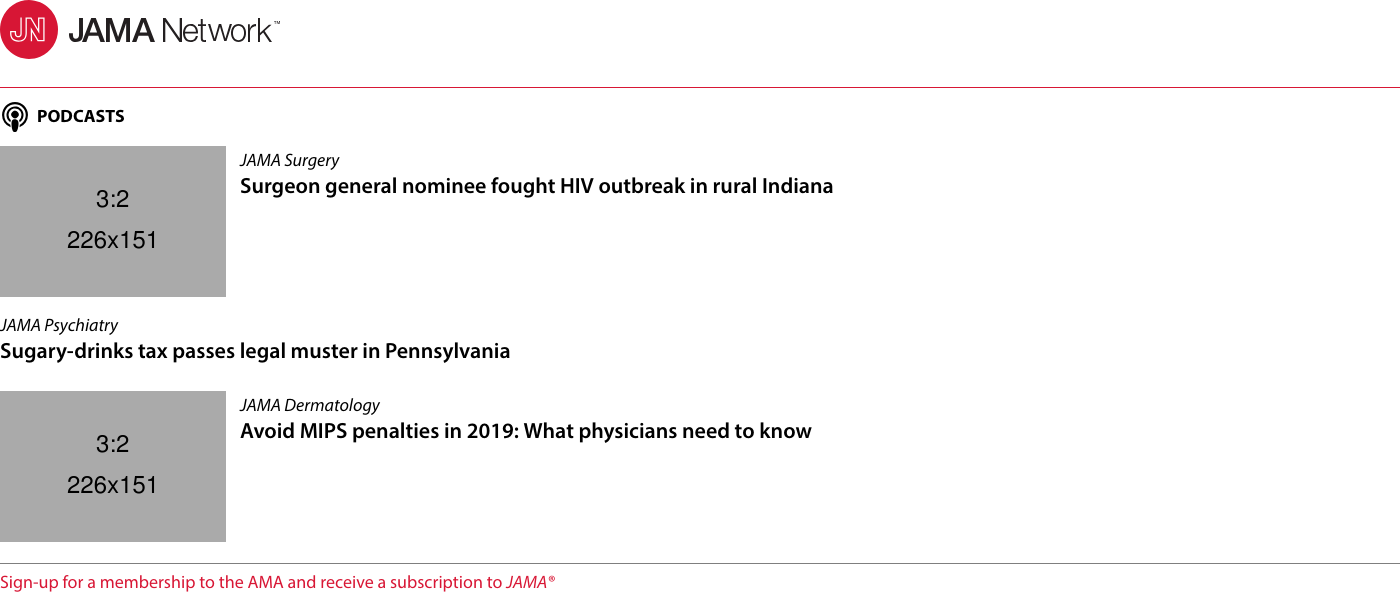 JN JAMA Network™
PODCASTS
3:2
226x151
JAMA Surgery
Surgeon general nominee fought HIV outbreak in rural Indiana
JAMA Psychiatry
Sugary-drinks tax passes legal muster in Pennsylvania
3:2
226x151
JAMA Dermatology
Avoid MIPS penalties in 2019: What physicians need to know
Sign-up for a membership to the AMA and receive a subscription to JAMA®